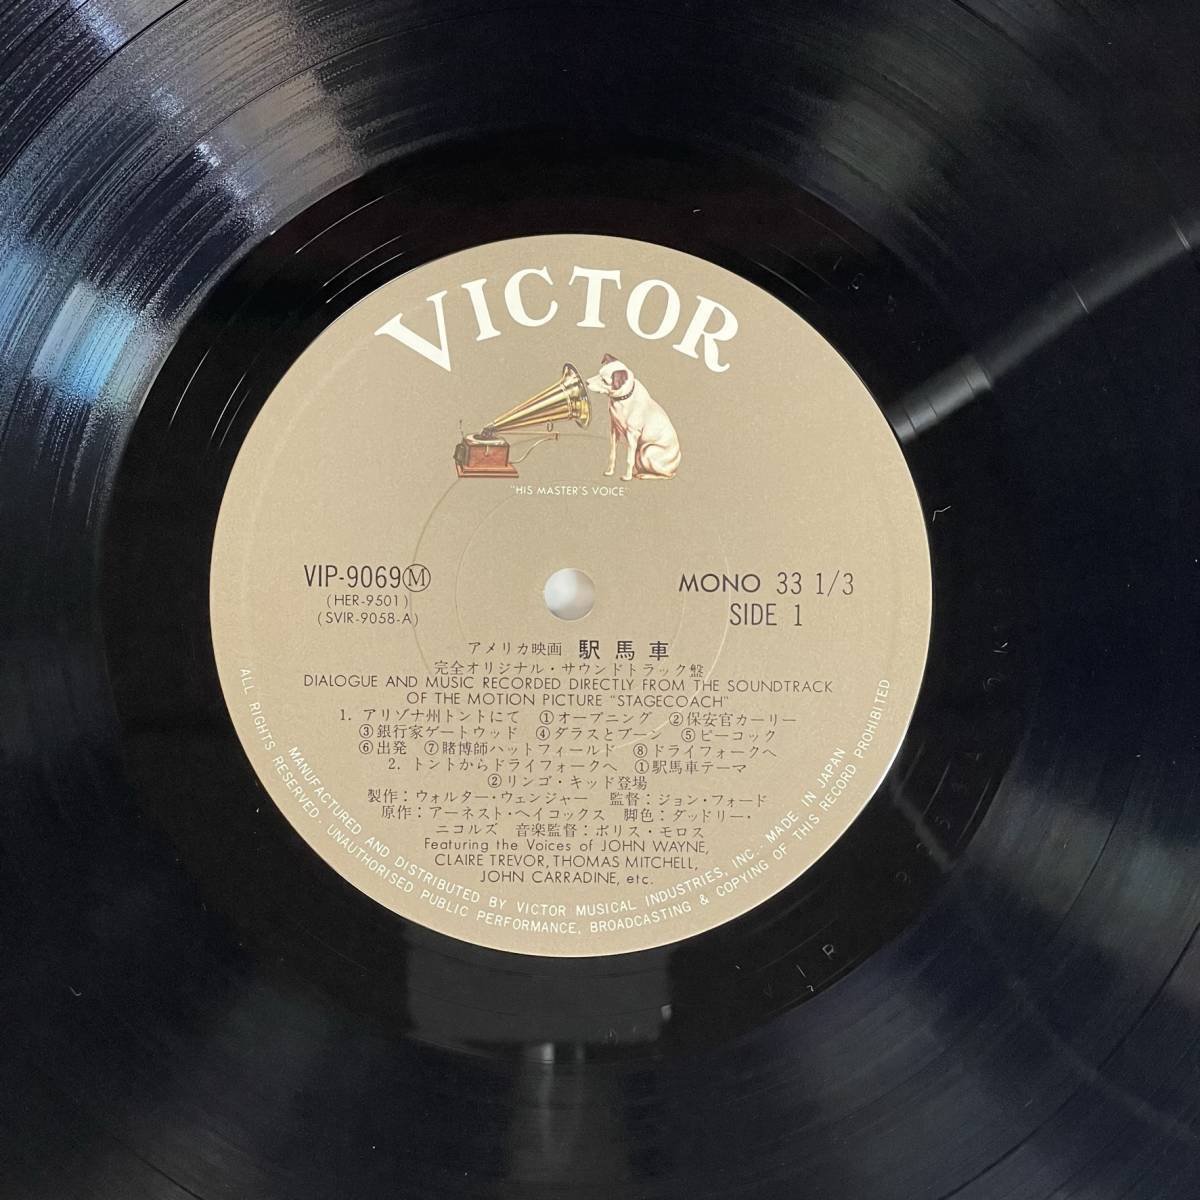 VICTOR
"HIS MASTER'S VOICE"
VIP-9069Ⓜ
(HER-9501)
(SVIR-9058-A)
MONO 33 1/3
SIDE 1
アメリカ映画 駅馬車
完全オリジナル・サウンドトラック盤
DIALOGUE AND MUSIC RECORDED DIRECTLY FROM THE SOUNDTRACK
OF THE MOTION PICTURE "STAGECOACH"
1. アリゾナ州トントにて ①オープニング ②保安官カーリー
③銀行家ゲートウッド ④ダラスとブーン ⑤ピーコック
⑥出発 ⑦賭博師ハットフィールド ⑧ドライフォークへ
2. トントからドライフォークへ ①駅馬車テーマ
②リンゴ・キッド登場
製作:ウォルター・ウェンジャー 監督:ジョン・フォード
原作:アーネスト・ヘイコックス 脚色:ダッドリー・
ニコルズ 音楽監督:ボリス・モロス
Featuring the Voices of JOHN WAYNE,
CLAIRE TREVOR, THOMAS MITCHELL,
JOHN CARRADINE, etc.
MANUFACTURED AND DISTRIBUTED BY VICTOR MUSICAL INDUSTRIES, INC.- MADE IN JAPAN
ALL RIGHTS RESERVED. UNAUTHORISED PUBLIC PERFORMANCE, BROADCASTING & COPYING OF THIS RECORD PROHIBITED